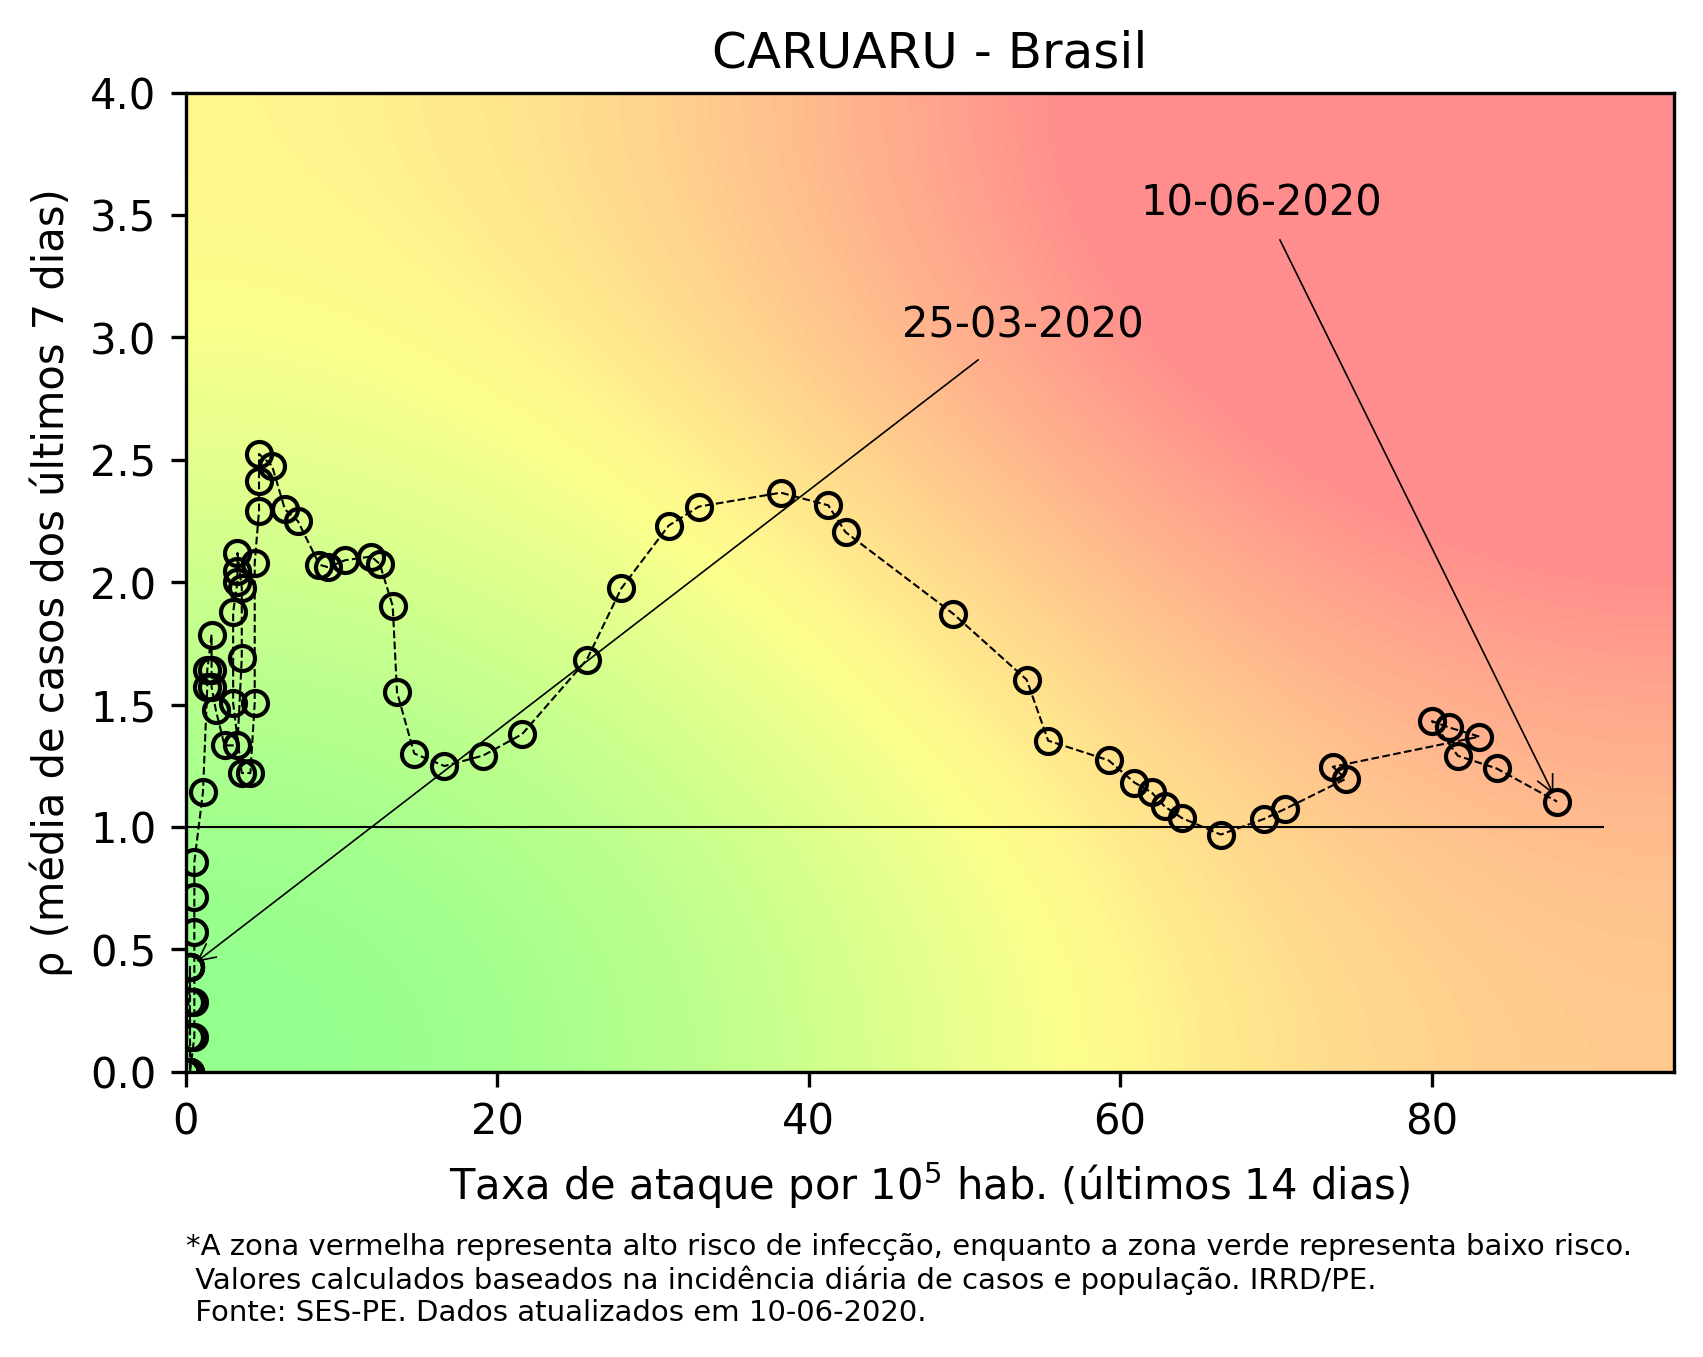 CARUARU - Brasil
4.0
3.5
3.0
2.5
2.0
1.5
1.0
0.5
0.0
ρ (média de casos dos últimos 7 dias)
10-06-2020
25-03-2020
0 20 40 60 80
Taxa de ataque por 10⁵ hab. (últimos 14 dias)
*A zona vermelha representa alto risco de infecção, enquanto a zona verde representa baixo risco.
Valores calculados baseados na incidência diária de casos e população. IRRD/PE.
Fonte: SES-PE. Dados atualizados em 10-06-2020.